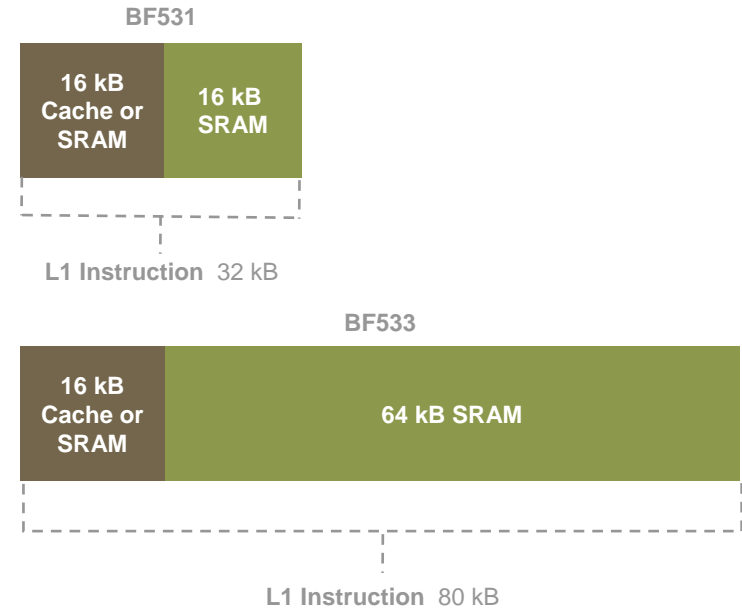 BF531
16 kB
Cache or
SRAM
16 kB
SRAM
L1 Instruction 32 kB
BF533
16 kB
Cache or
SRAM
64 kB SRAM
L1 Instruction 80 kB